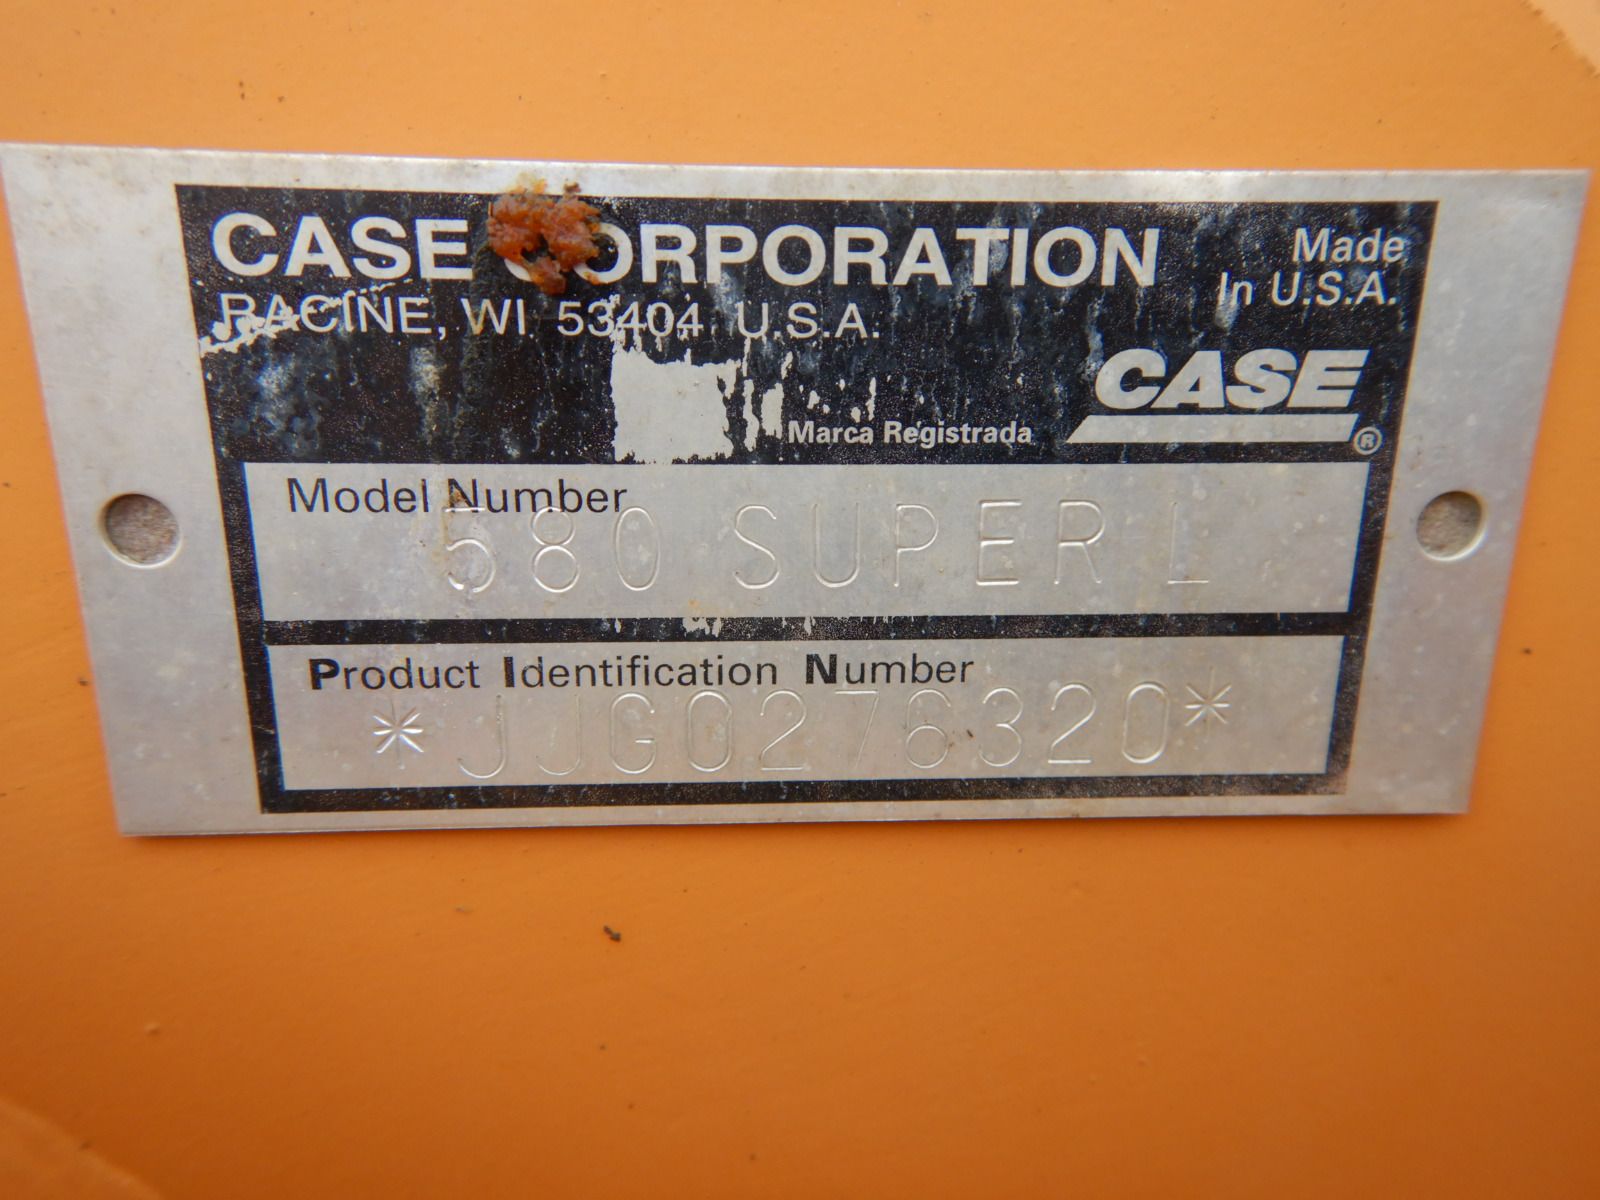 CASE CORPORATION
RACINE, WI 53404 U.S.A.
Made
In U.S.A.
CASE
Marca Registrada ®
Model Number
580 SUPER L
Product Identification Number
*JJG0276320*